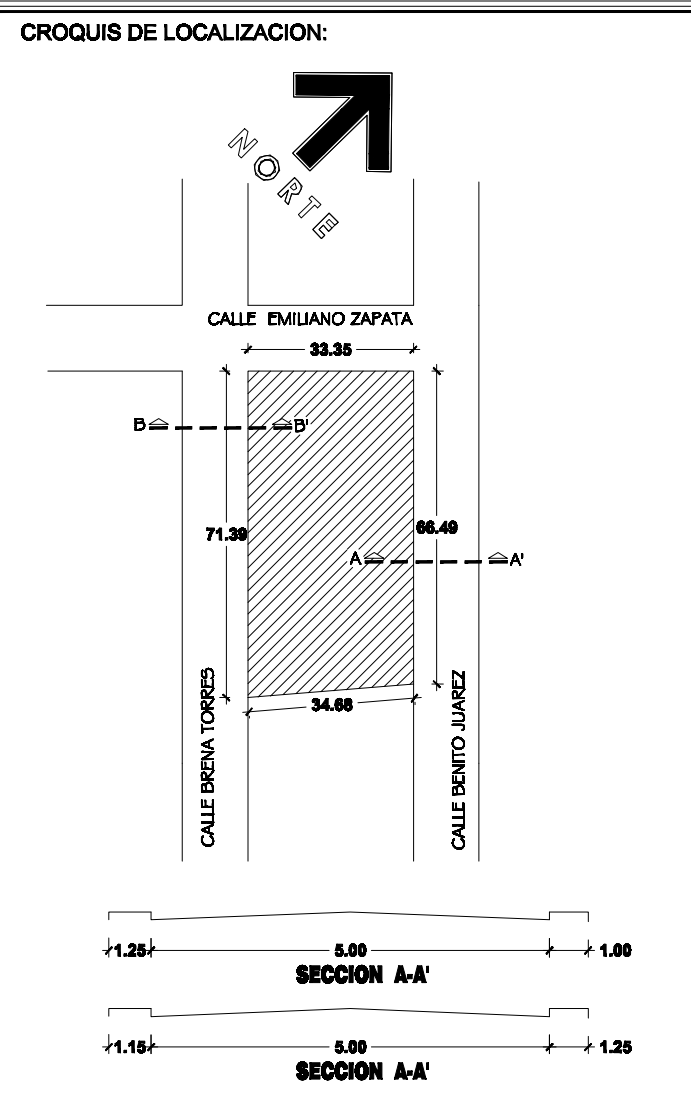 CROQUIS DE LOCALIZACION:
NORTE
CALLE EMILIANO ZAPATA
33.35
B B'
71.39
66.49
A A'
CALLE BRENA TORRES
34.68
CALLE BENITO JUAREZ
1.25 5.00 1.00
SECCION A-A'
1.15 5.00 1.25
SECCION A-A'